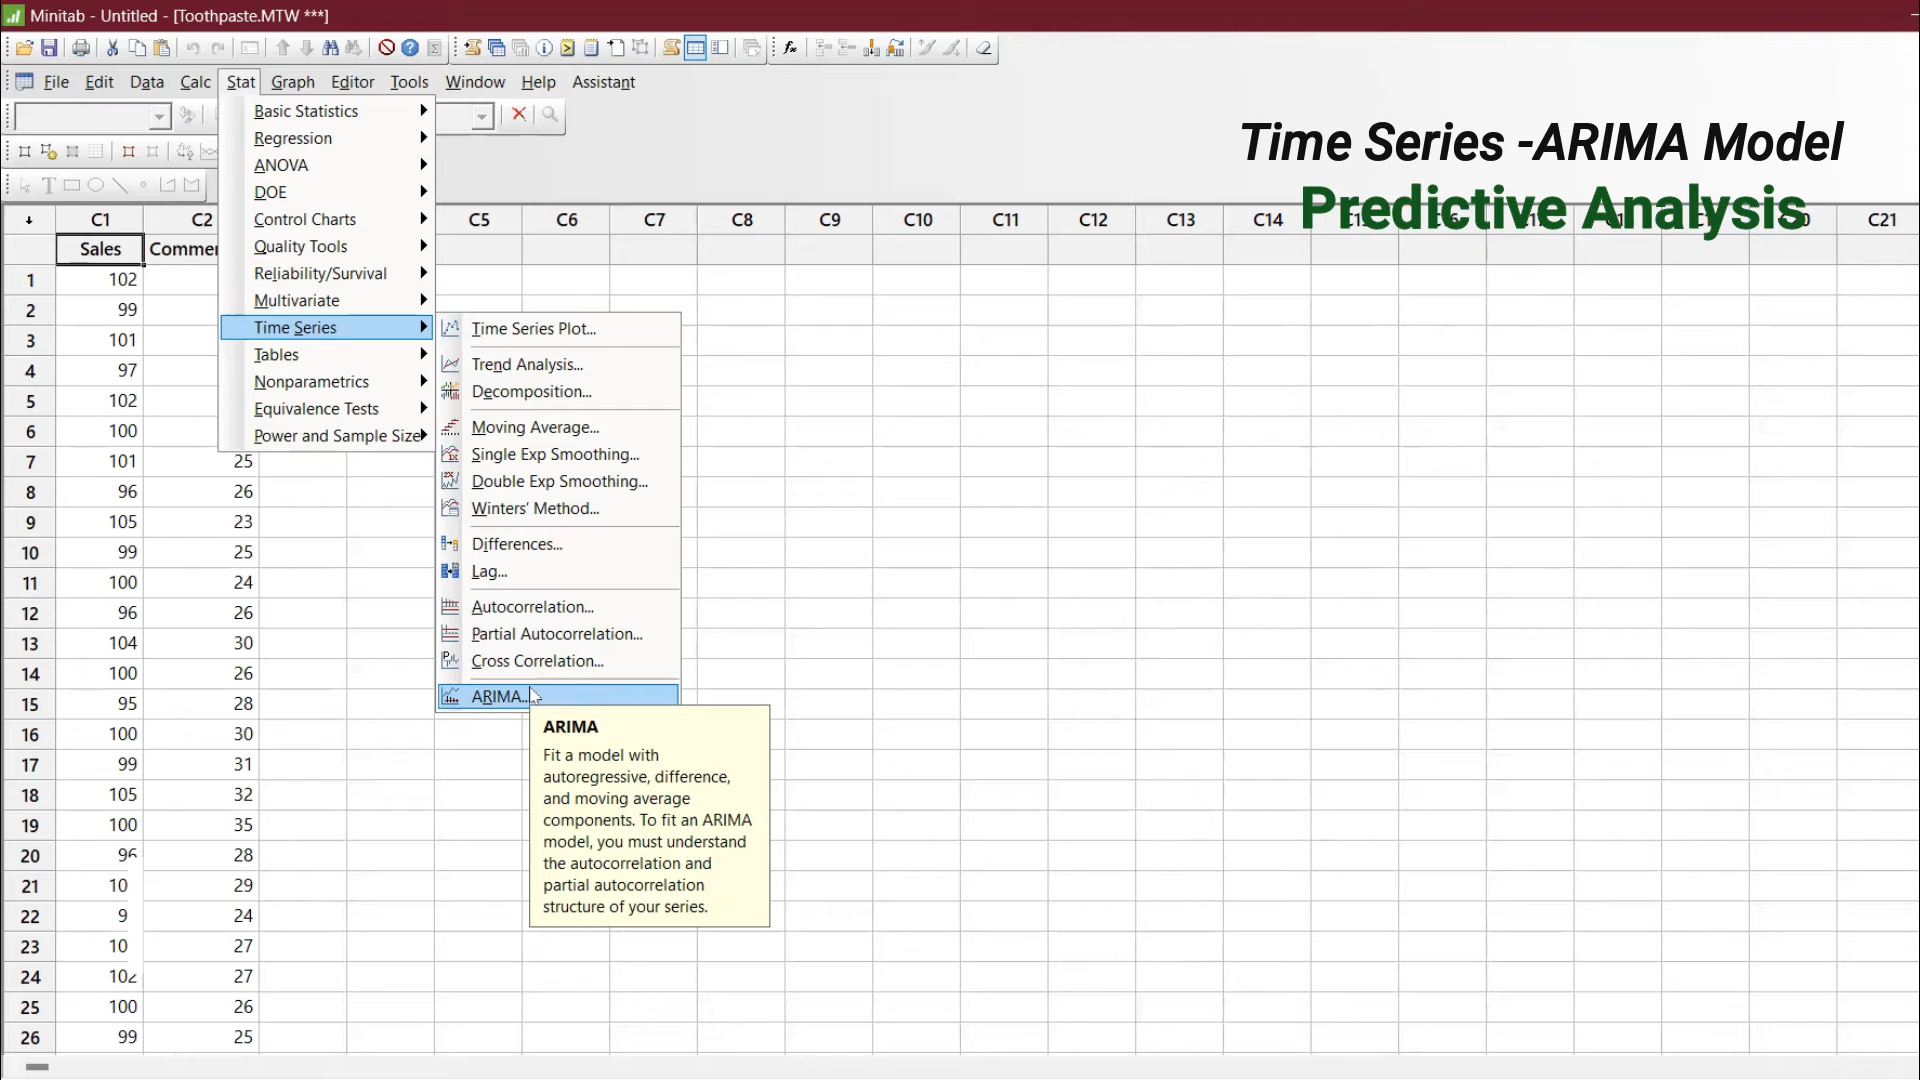 Minitab - Untitled - [Toothpaste.MTW ***]
File Edit Data Calc Stat Graph Editor Tools Window Help Assistant
Basic Statistics
Regression
ANOVA
DOE
Control Charts
Quality Tools
Reliability/Survival
Multivariate
Time Series
Tables
Nonparametrics
Equivalence Tests
Power and Sample Size
Time Series Plot...
Trend Analysis...
Decomposition...
Moving Average...
Single Exp Smoothing...
Double Exp Smoothing...
Winters' Method...
Differences...
Lag...
Autocorrelation...
Partial Autocorrelation...
Cross Correlation...
ARIMA...
ARIMA
Fit a model with
autoregressive, difference,
and moving average
components. To fit an ARIMA
model, you must understand
the autocorrelation and
partial autocorrelation
structure of your series.
Time Series -ARIMA Model
Predictive Analysis
C1 C2 C5 C6 C7 C8 C9 C10 C11 C12 C13 C14 C21
Sales Commer
1 102
2 99
3 101
4 97
5 102
6 100
7 101 25
8 96 26
9 105 23
10 99 25
11 100 24
12 96 26
13 104 30
14 100 26
15 95 28
16 100 30
17 99 31
18 105 32
19 100 35
20 96 28
21 10 29
22 9 24
23 10 27
24 102 27
25 100 26
26 99 25